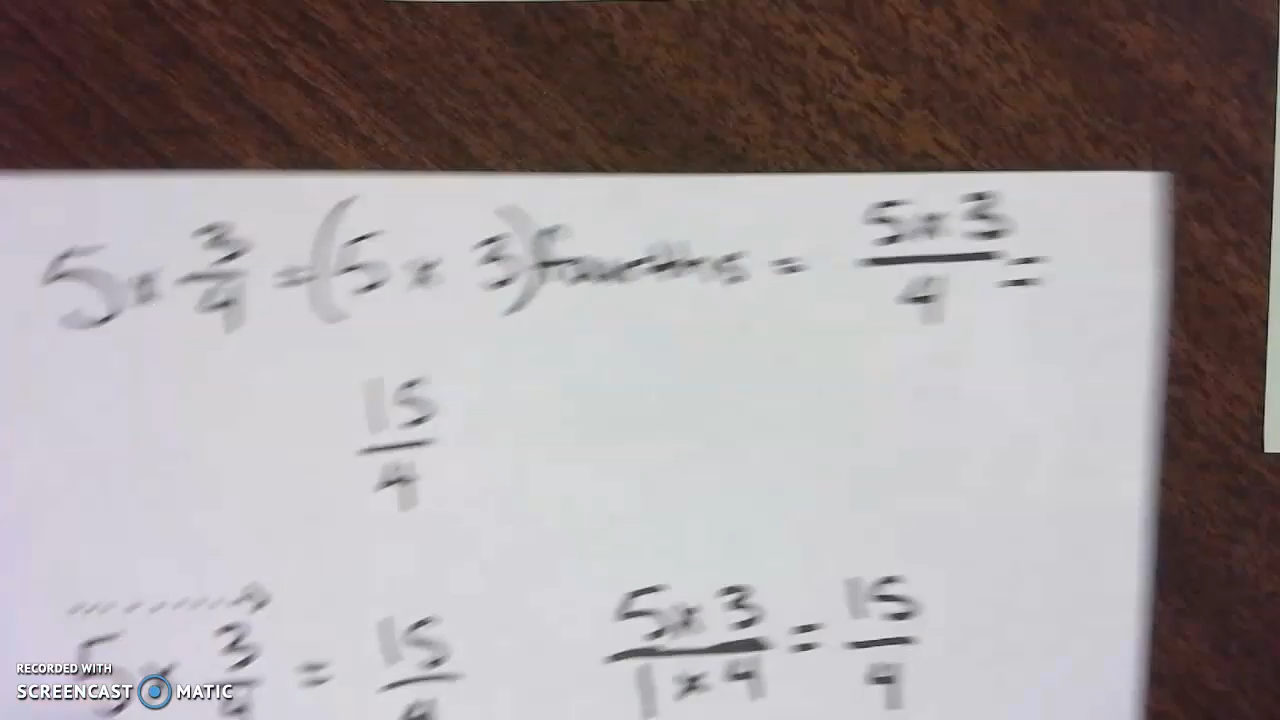 5 x 3/4 = (5 x 3) fourths = 5 x 3/4 =
15/4
5 x 3/4 = 15/4 5 x 3/1 x 4 = 15/4
RECORDED WITH
SCREENCAST MATIC